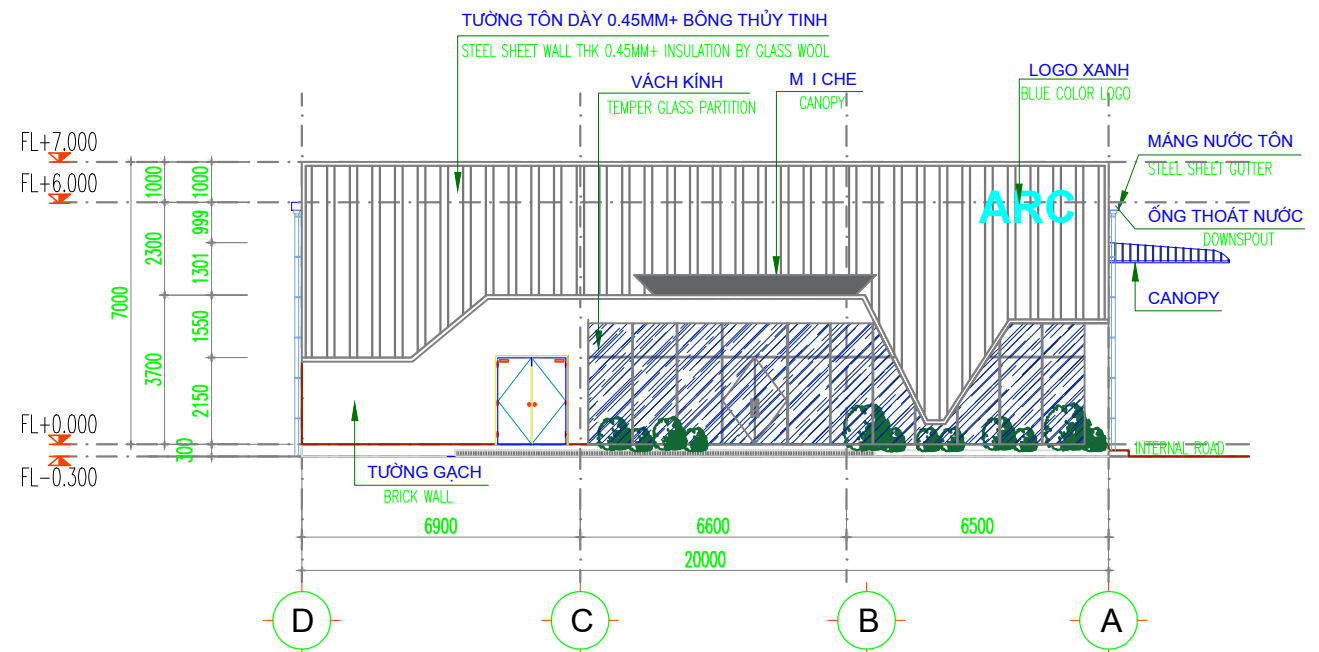 TƯỜNG TÔN DÀY 0.45MM+ BÔNG THỦY TINH
STEEL SHEET WALL THK 0.45MM+ INSULATION BY GLASS WOOL
VÁCH KÍNH
TEMPER GLASS PARTITION
M I CHE
CANOPY
LOGO XANH
BLUE COLOR LOGO
MÁNG NƯỚC TÔN
STEEL SHEET GUTTER
ỐNG THOÁT NƯỚC
DOWNSPOUT
CANOPY
FL+7.000
FL+6.000
FL+0.000
FL-0.300
1000
1000
999
2300
1301
7000
1550
3700
2150
300
ARC
TƯỜNG GẠCH
BRICK WALL
INTERNAL ROAD
6900
6600
6500
20000
D
C
B
A